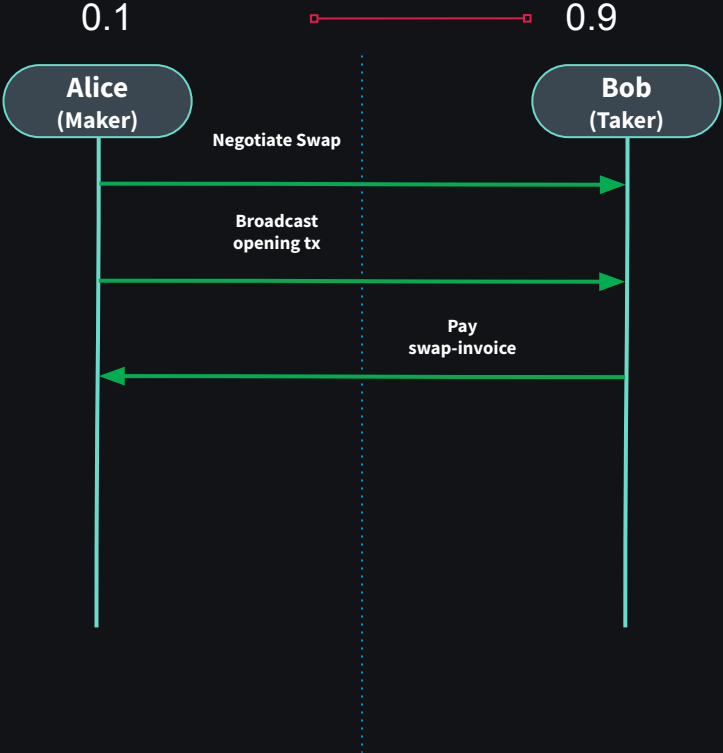 0.1
0.9
Alice
(Maker)
Bob
(Taker)
Negotiate Swap
Broadcast
opening tx
Pay
swap-invoice